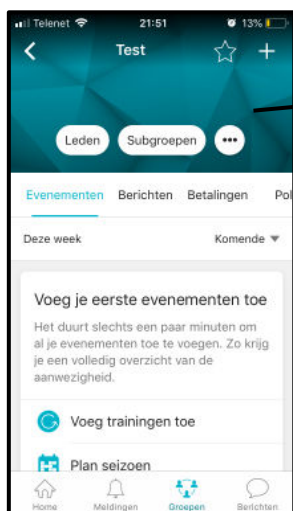 Telenet 21:51 13%
Test
Leden Subgroepen •••
Evenementen Berichten Betalingen Pol
Deze week Komende
Voeg je eerste evenementen toe
Het duurt slechts een paar minuten om
al je evenementen toe te voegen. Zo krijg
je een volledig overzicht van de
aanwezigheid.
Voeg trainingen toe
Plan seizoen
Home Meldingen Groepen Berichten